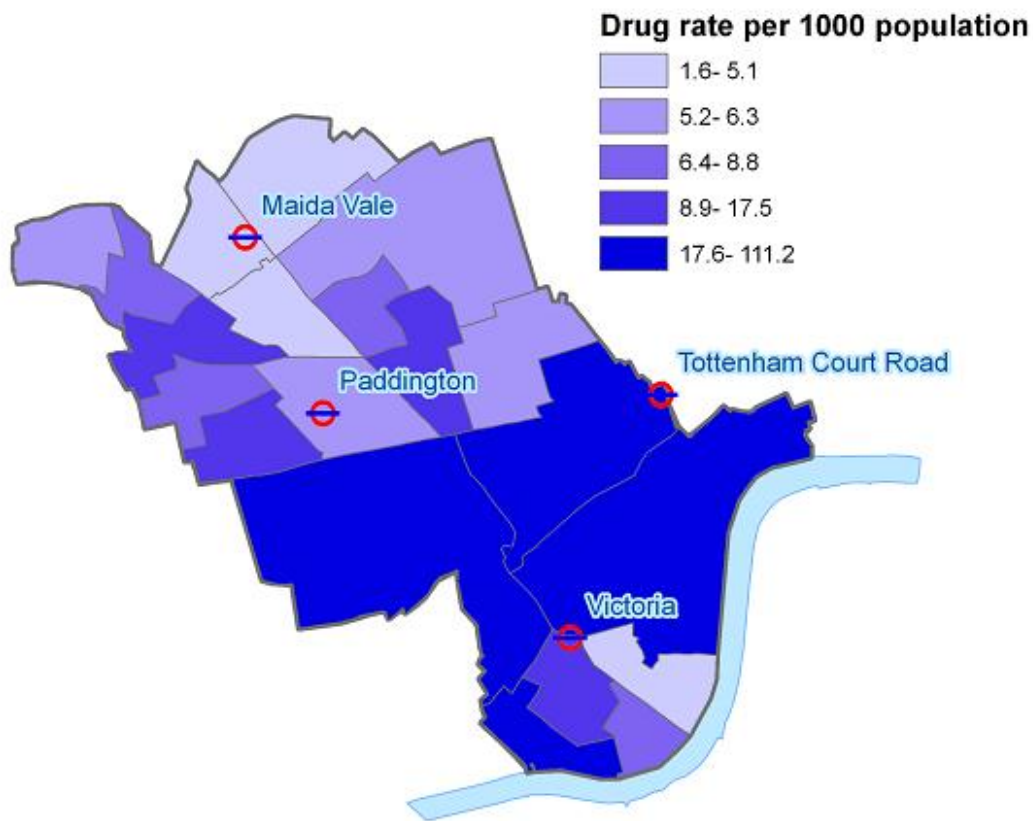 Drug rate per 1000 population
1.6- 5.1
5.2- 6.3
6.4- 8.8
8.9- 17.5
17.6- 111.2
Maida Vale
Paddington
Tottenham Court Road
Victoria